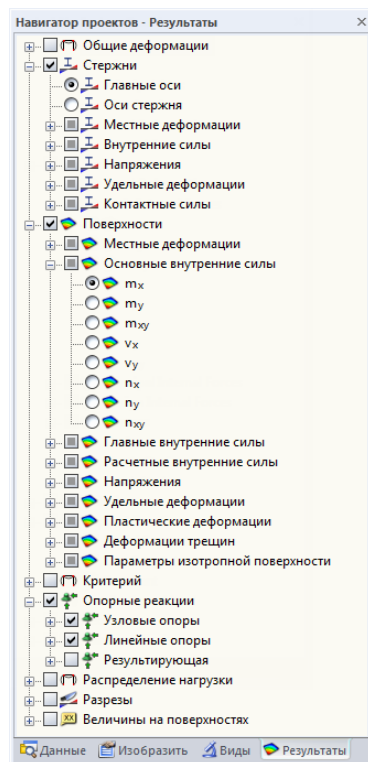 Навигатор проектов - Результаты
Общие деформации
Стержни
Главные оси
Оси стержня
Местные деформации
Внутренние силы
Напряжения
Удельные деформации
Контактные силы
Поверхности
Местные деформации
Основные внутренние силы
mx
my
mxy
vx
vy
nx
ny
nxy
Главные внутренние силы
Расчетные внутренние силы
Напряжения
Удельные деформации
Пластические деформации
Деформации трещин
Параметры изотропной поверхности
Критерий
Опорные реакции
Узловые опоры
Линейные опоры
Результирующая
Распределение нагрузки
Разрезы
xx Величины на поверхностях
Данные Изобразить Виды Результаты